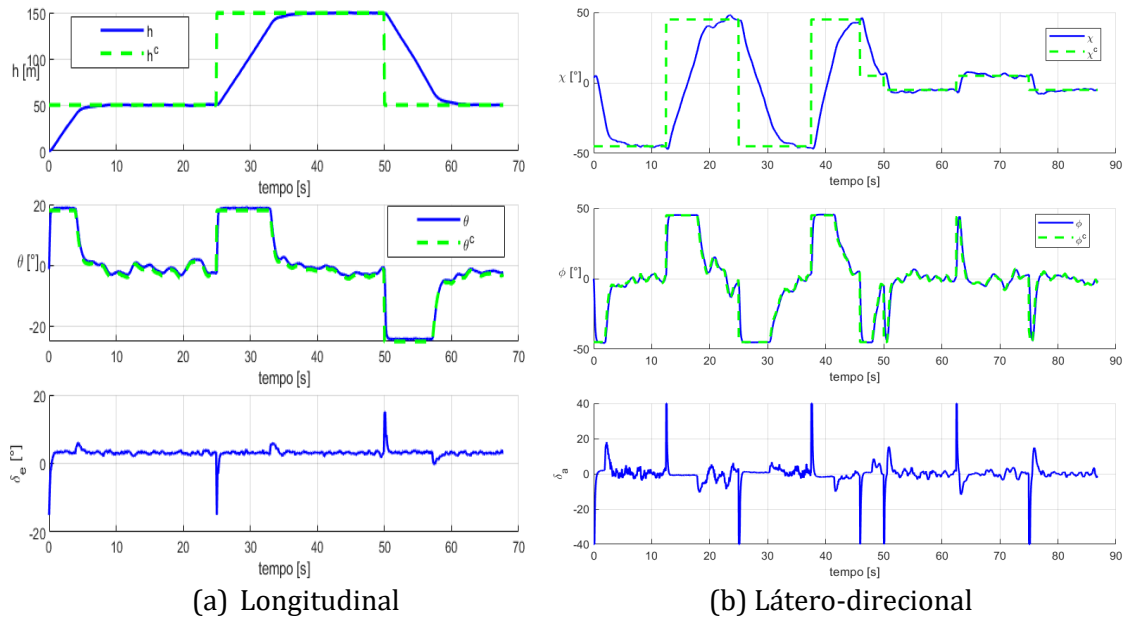 150
100
h [m]
50
0
h
h^c
0 10 20 30 40 50 60 70
tempo [s]
20
θ [°] 0
-20
θ
θ^c
0 10 20 30 40 50 60 70
tempo [s]
20
δ_e [°] 0
-20
0 10 20 30 40 50 60 70
tempo [s]
(a) Longitudinal
50
χ [°] 0
-50
χ
χ^c
0 10 20 30 40 50 60 70 80 90
tempo [s]
50
ϕ [°] 0
-50
ϕ
ϕ^c
0 10 20 30 40 50 60 70 80 90
tempo [s]
40
20
δ_a 0
-20
-40
0 10 20 30 40 50 60 70 80 90
tempo [s]
(b) Látero-direcional